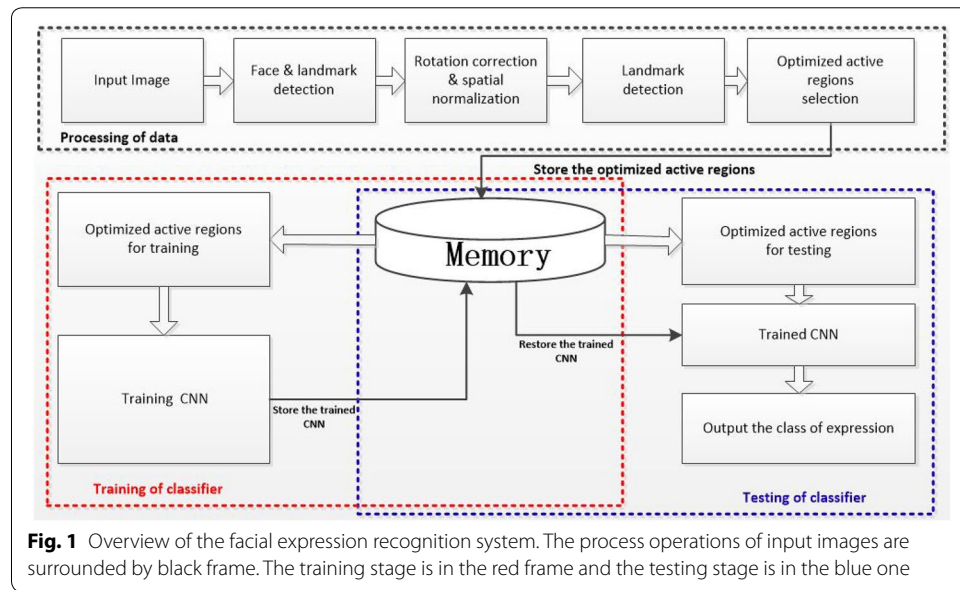 Input Image
Face & landmark
detection
Rotation correction
& spatial
normalization
Landmark
detection
Optimized active
regions
selection
Processing of data
Store the optimized active regions
Optimized active regions
for training
Memory
Optimized active regions
for testing
Training CNN
Store the trained
CNN
Restore the trained
CNN
Trained CNN
Output the class of expression
Training of classifier
Testing of classifier
Fig. 1 Overview of the facial expression recognition system. The process operations of input images are
surrounded by black frame. The training stage is in the red frame and the testing stage is in the blue one